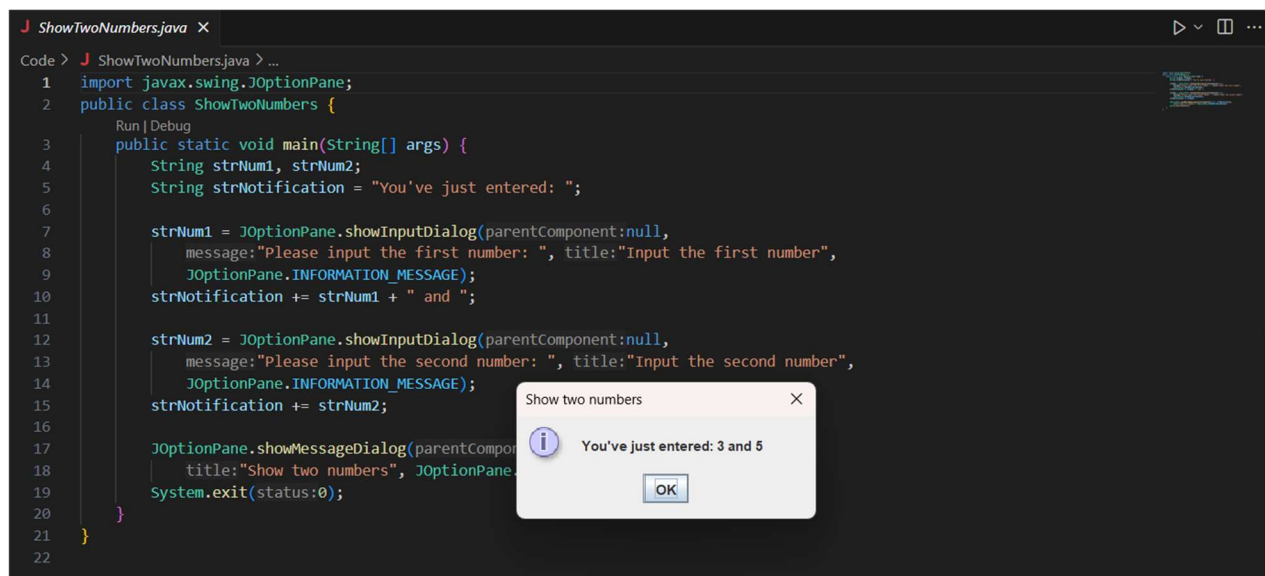 ShowTwoNumbers.java
Code > ShowTwoNumbers.java > ...
1 import javax.swing.JOptionPane;
2 public class ShowTwoNumbers {
Run | Debug
3 public static void main(String[] args) {
4 String strNum1, strNum2;
5 String strNotification = "You've just entered: ";
6
7 strNum1 = JOptionPane.showInputDialog(parentComponent:null,
8 message:"Please input the first number: ", title:"Input the first number",
9 JOptionPane.INFORMATION_MESSAGE);
10 strNotification += strNum1 + " and ";
11
12 strNum2 = JOptionPane.showInputDialog(parentComponent:null,
13 message:"Please input the second number: ", title:"Input the second number",
14 JOptionPane.INFORMATION_MESSAGE);
15 strNotification += strNum2;
16
17 JOptionPane.showMessageDialog(parentCompon
18 title:"Show two numbers", JOptionPane.
19 System.exit(status:0);
20 }
21 }
22
Show two numbers
You've just entered: 3 and 5
OK